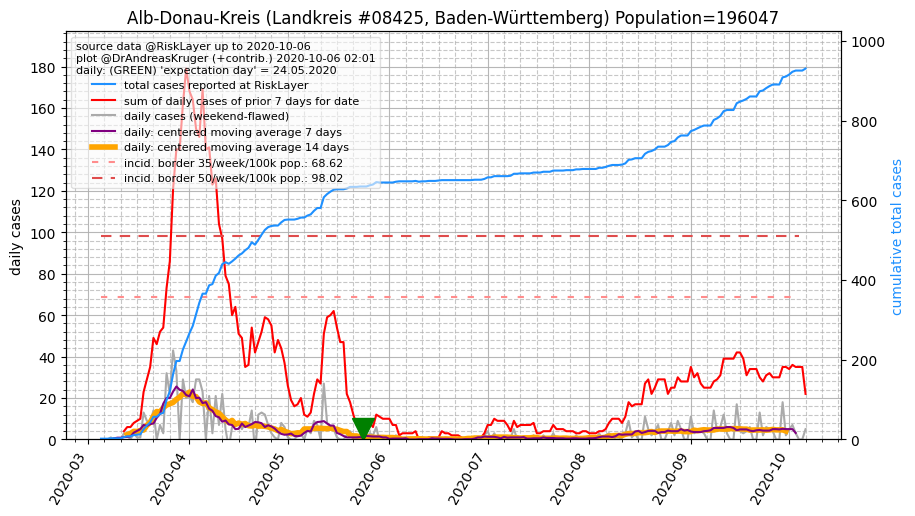 Alb-Donau-Kreis (Landkreis #08425, Baden-Württemberg) Population=196047
source data @RiskLayer up to 2020-10-06
plot @DrAndreasKruger (+contrib.) 2020-10-06 02:01
daily: (GREEN) 'expectation day' = 24.05.2020
total cases reported at RiskLayer
sum of daily cases of prior 7 days for date
daily cases (weekend-flawed)
daily: centered moving average 7 days
daily: centered moving average 14 days
incid. border 35/week/100k pop.: 68.62
incid. border 50/week/100k pop.: 98.02
daily cases
180
160
140
120
100
80
60
40
20
0
cumulative total cases
1000
800
600
400
200
0
2020-03
2020-04
2020-05
2020-06
2020-07
2020-08
2020-09
2020-10